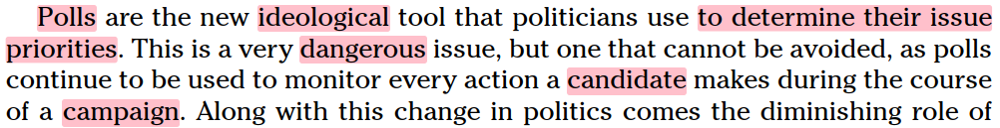 Polls are the new ideological tool that politicians use to determine their issue
priorities. This is a very dangerous issue, but one that cannot be avoided, as polls
continue to be used to monitor every action a candidate makes during the course
of a campaign. Along with this change in politics comes the diminishing role of